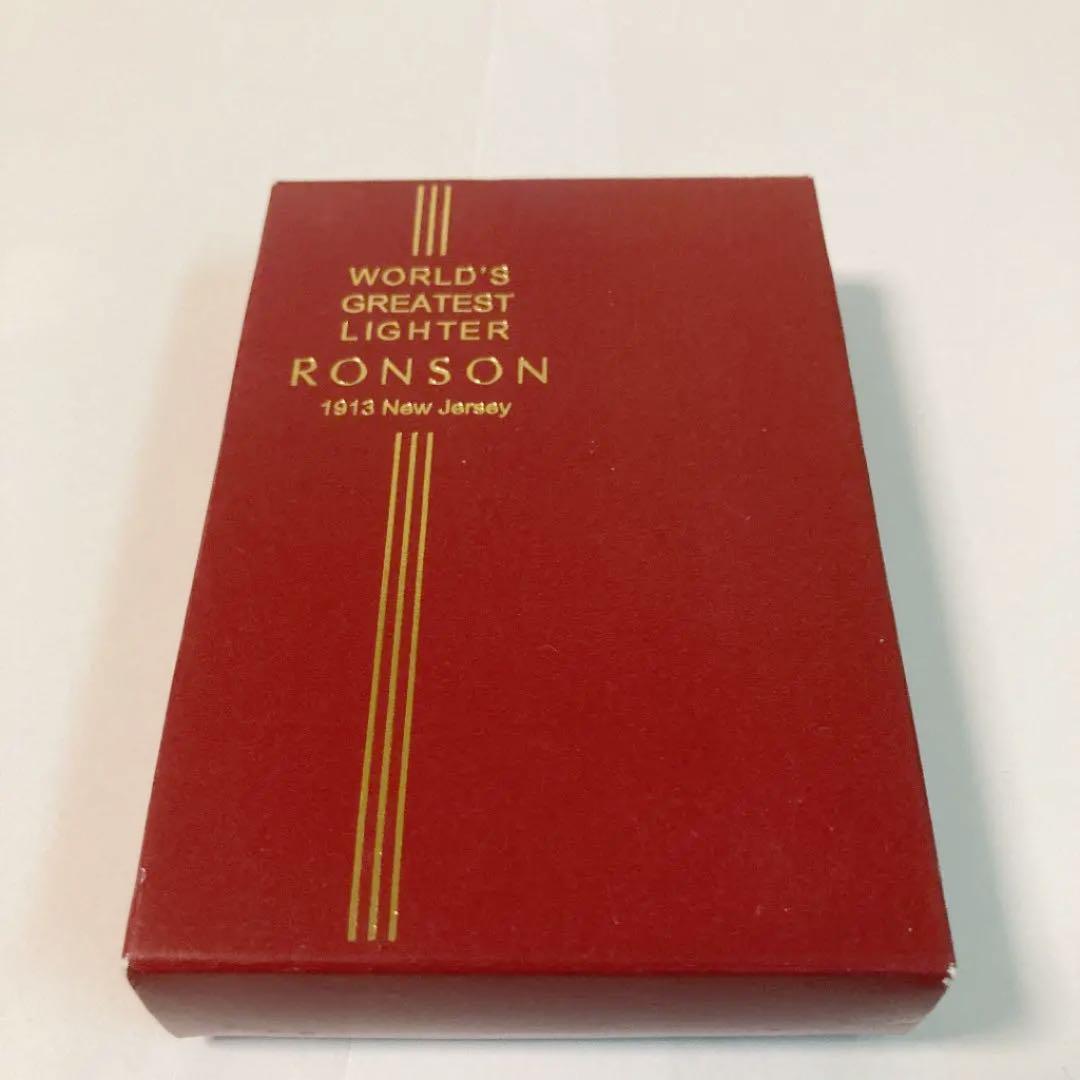 WORLD'S
GREATEST
LIGHTER
RONSON
1913 New Jersey